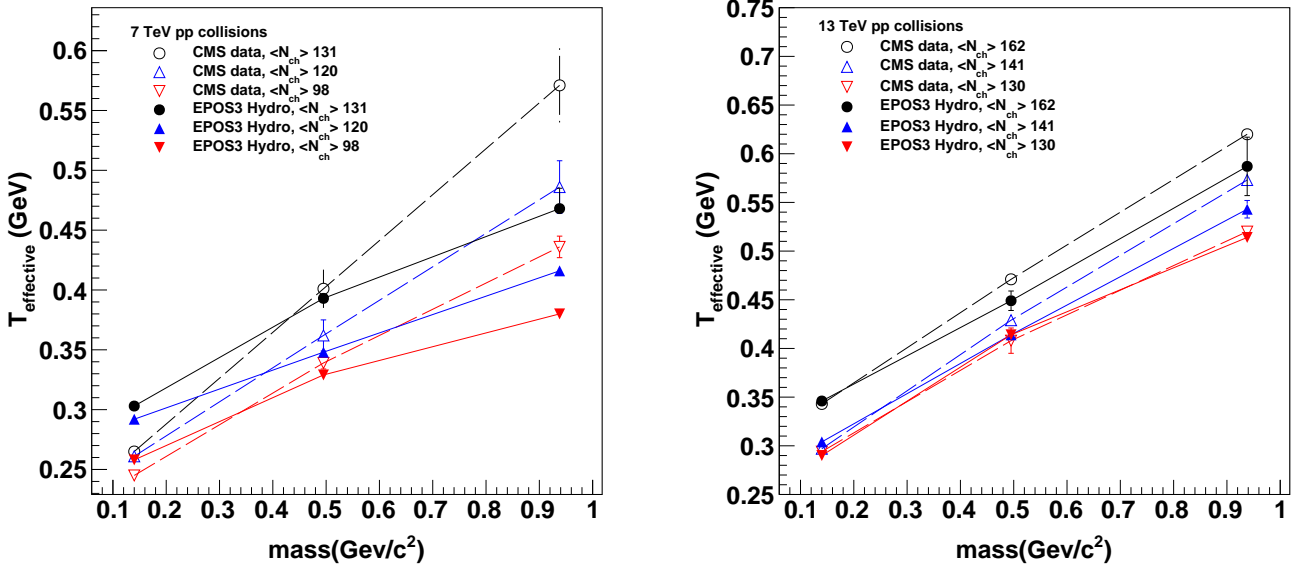 7 TeV pp collisions
CMS data, <N_ch> 131
CMS data, <N_ch> 120
CMS data, <N_ch> 98
EPOS3 Hydro, <N_ch> 131
EPOS3 Hydro, <N_ch> 120
EPOS3 Hydro, <N_ch> 98
T_effective (GeV)
0.6
0.55
0.5
0.45
0.4
0.35
0.3
0.25
0.1 0.2 0.3 0.4 0.5 0.6 0.7 0.8 0.9 1
mass(Gev/c^2)
13 TeV pp collisions
CMS data, <N_ch> 162
CMS data, <N_ch> 141
CMS data, <N_ch> 130
EPOS3 Hydro, <N_ch> 162
EPOS3 Hydro, <N_ch> 141
EPOS3 Hydro, <N_ch> 130
T_effective (GeV)
0.75
0.7
0.65
0.6
0.55
0.5
0.45
0.4
0.35
0.3
0.25
0.1 0.2 0.3 0.4 0.5 0.6 0.7 0.8 0.9 1
mass(Gev/c^2)